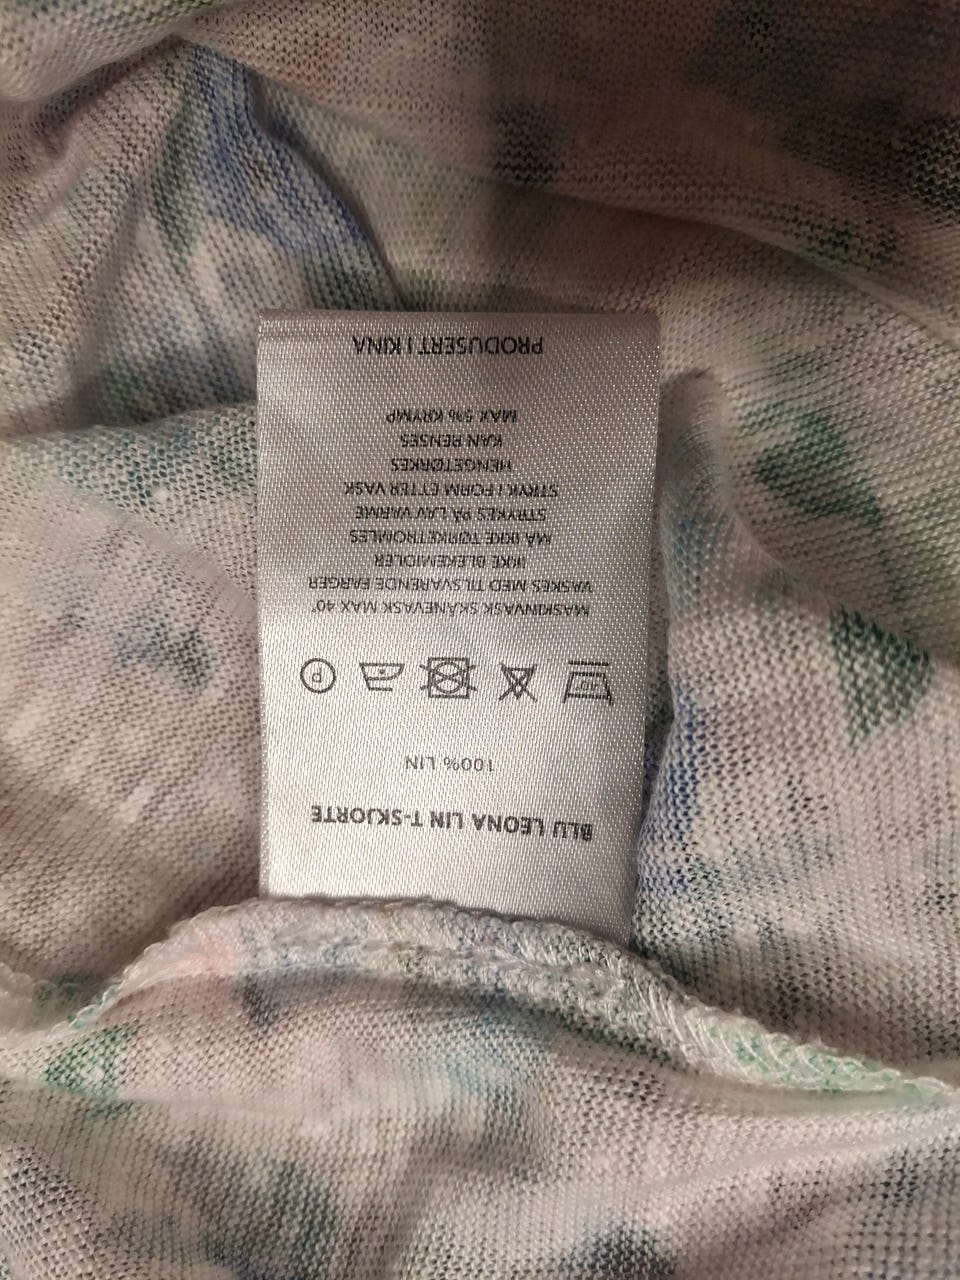 BLU LEONA LIN T-SKJORTE
100% LIN
40 P
MASKINVASK SKÅNEVASK MAX 40°
VASKES MED TILSVARENDE FARGER
IKKE BLEKEMIDLER
MÅ IKKE TØRKETROMLES
STRYKES PÅ LAV VARME
STRYK I FORM ETTER VASK
HENGETØRKES
KAN RENSES
MAX 5% KRYMP
PRODUSERT I KINA